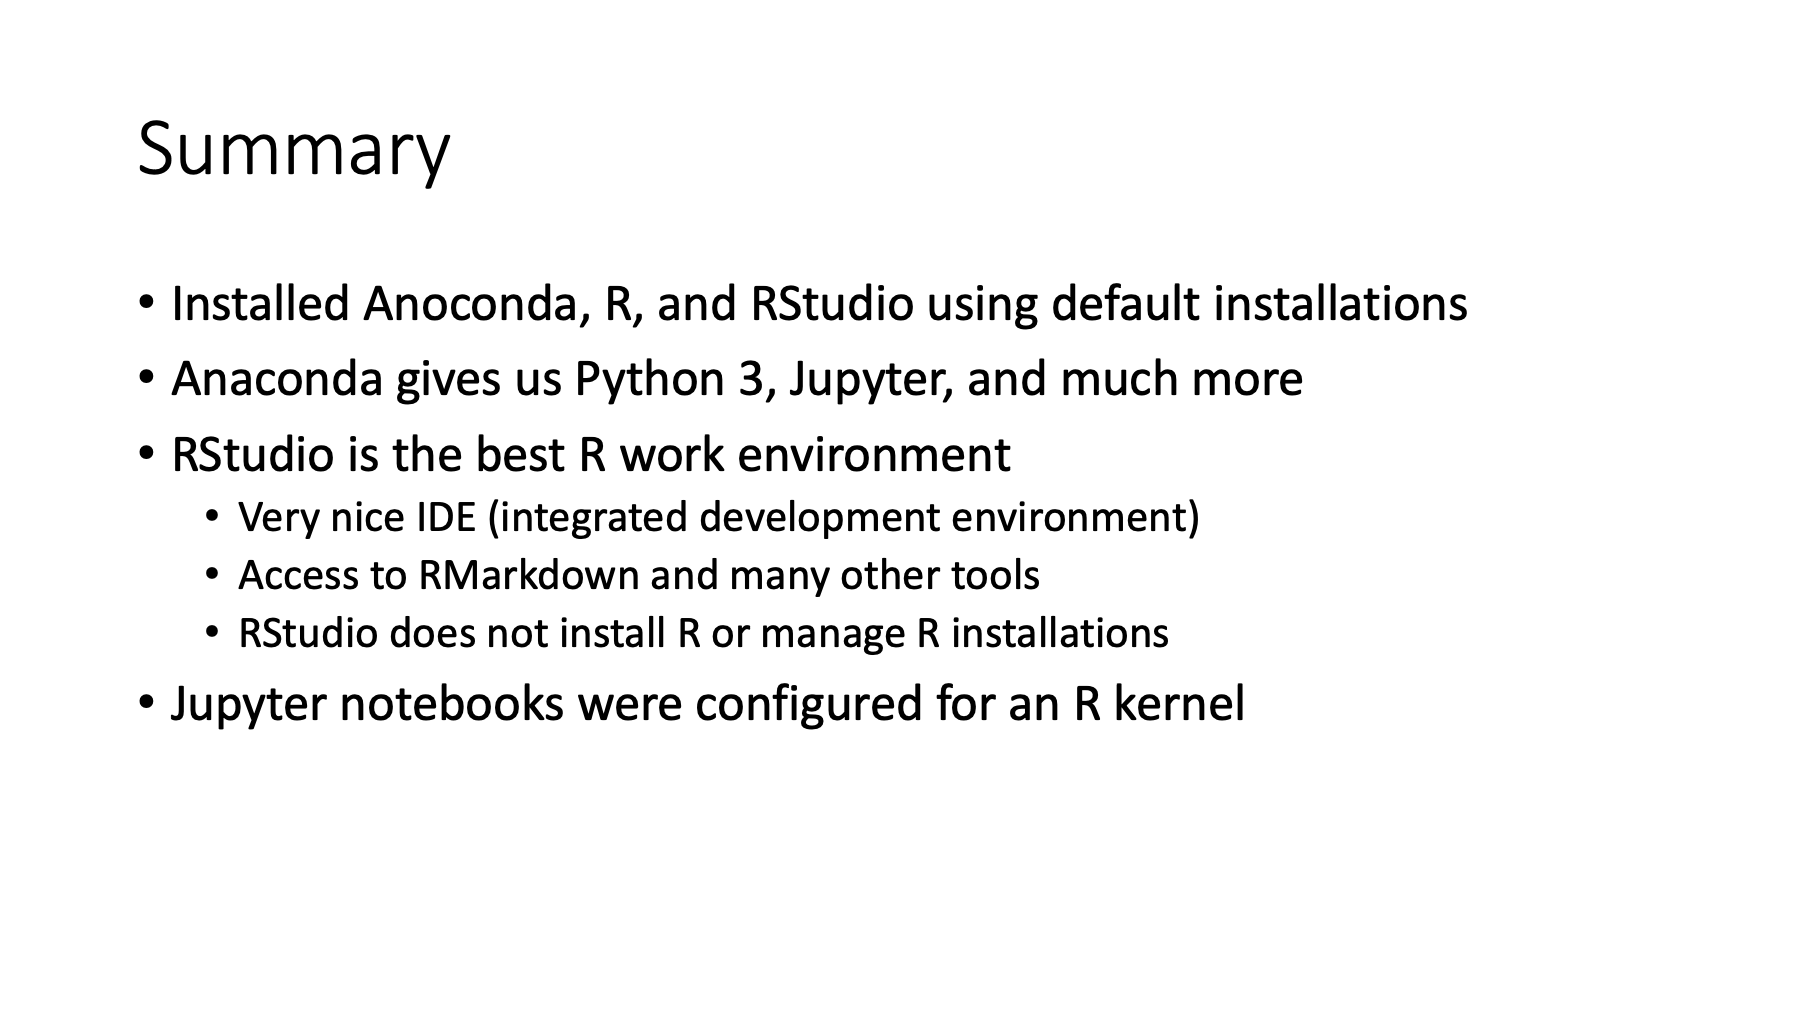 Summary
• Installed Anoconda, R, and RStudio using default installations
• Anaconda gives us Python 3, Jupyter, and much more
• RStudio is the best R work environment
• Very nice IDE (integrated development environment)
• Access to RMarkdown and many other tools
• RStudio does not install R or manage R installations
• Jupyter notebooks were configured for an R kernel